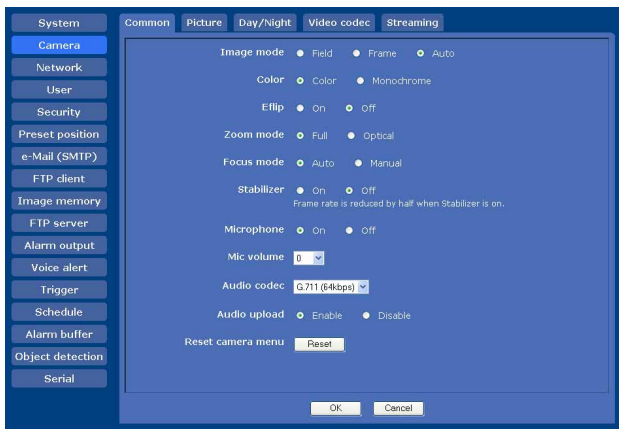 System
Camera
Network
User
Security
Preset position
e-Mail (SMTP)
FTP client
Image memory
FTP server
Alarm output
Voice alert
Trigger
Schedule
Alarm buffer
Object detection
Serial
Common Picture Day/Night Video codec Streaming
Image mode Field Frame Auto
Color Color Monochrome
Eflip On Off
Zoom mode Full Optical
Focus mode Auto Manual
Stabilizer On Off
Frame rate is reduced by half when Stabilizer is on.
Microphone On Off
Mic volume 0
Audio codec G.711 (64kbps)
Audio upload Enable Disable
Reset camera menu Reset
OK Cancel